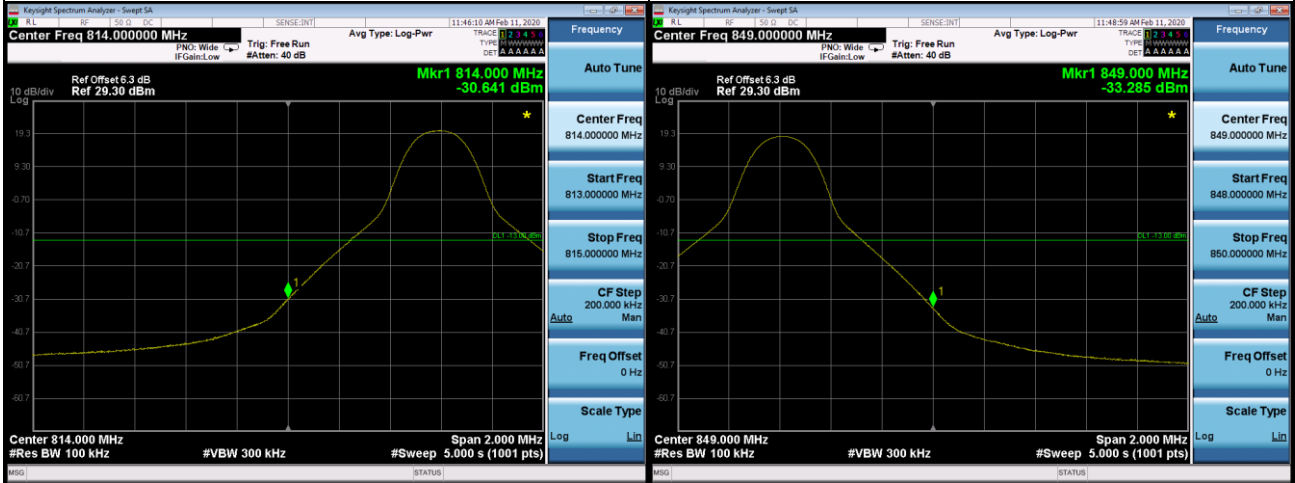 Keysight Spectrum Analyzer - Swept SA
RL RF 50 Ω DC SENSE:INT 11:46:10 AM Feb 11, 2020
Center Freq 814.000000 MHz
Avg Type: Log-Pwr
TRACE 1 2 3 4 5 6
PNO: Wide Trig: Free Run
TYPE M WWWWW
IFGain:Low #Atten: 40 dB
DET A A A A A A
Mkr1 814.000 MHz
-30.641 dBm
Ref Offset 6.3 dB
10 dB/div Ref 29.30 dBm
Log
19.3
9.30
-0.70
-10.7
DL1 -13.00 dBm
-20.7
1
-30.7
-40.7
-50.7
-60.7
Center 814.000 MHz Span 2.000 MHz
#Res BW 100 kHz #VBW 300 kHz #Sweep 5.000 s (1001 pts)
MSG STATUS
Frequency
Auto Tune
Center Freq
814.000000 MHz
Start Freq
813.000000 MHz
Stop Freq
815.000000 MHz
CF Step
200.000 kHz
Auto Man
Freq Offset
0 Hz
Scale Type
Log Lin
Keysight Spectrum Analyzer - Swept SA
RL RF 50 Ω DC SENSE:INT 11:48:59 AM Feb 11, 2020
Center Freq 849.000000 MHz
Avg Type: Log-Pwr
TRACE 1 2 3 4 5 6
PNO: Wide Trig: Free Run
TYPE M WWWWW
IFGain:Low #Atten: 40 dB
DET A A A A A A
Mkr1 849.000 MHz
-33.285 dBm
Ref Offset 6.3 dB
10 dB/div Ref 29.30 dBm
Log
19.3
9.30
-0.70
-10.7
DL1 -13.00 dBm
-20.7
1
-30.7
-40.7
-50.7
-60.7
Center 849.000 MHz Span 2.000 MHz
#Res BW 100 kHz #VBW 300 kHz #Sweep 5.000 s (1001 pts)
MSG STATUS
Frequency
Auto Tune
Center Freq
849.000000 MHz
Start Freq
848.000000 MHz
Stop Freq
850.000000 MHz
CF Step
200.000 kHz
Auto Man
Freq Offset
0 Hz
Scale Type
Log Lin